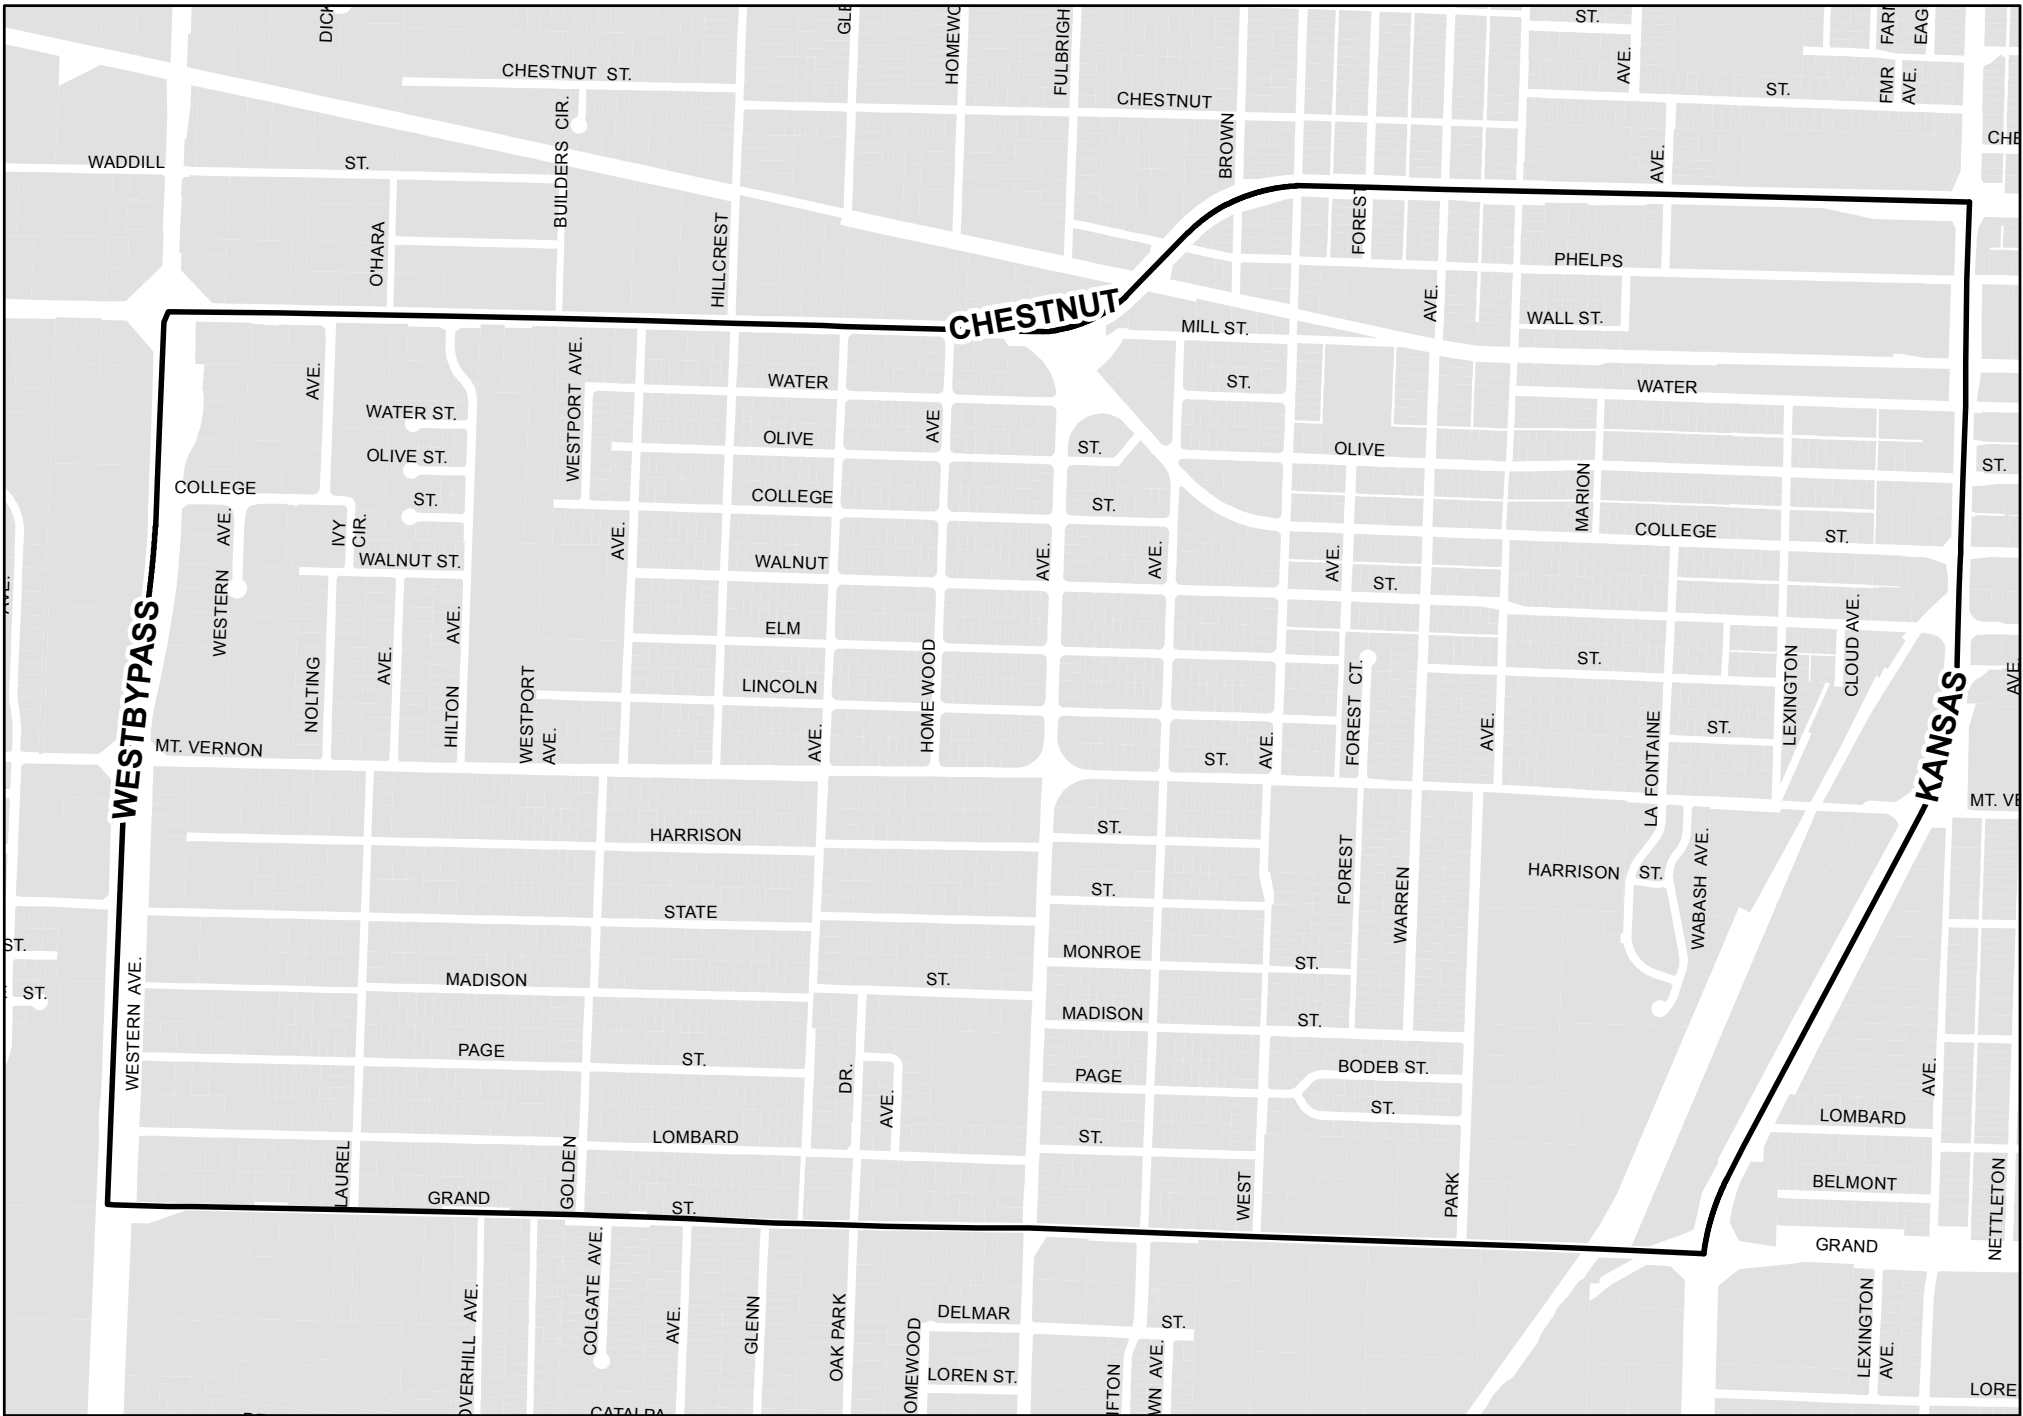 ST.
CHESTNUT ST.
AVE.
ST.
CHESTNUT
AVE.
BUILDERS CIR.
BROWN
WADDILL
ST.
AVE.
O'HARA
HILLCREST
FOREST
PHELPS
CHESTNUT
AVE.
WALL ST.
MILL ST.
AVE.
WESTPORT AVE.
WATER
ST.
WATER
WATER ST.
AVE
OLIVE
ST.
OLIVE
OLIVE ST.
ST.
COLLEGE
ST.
COLLEGE
ST.
MARION
AVE.
IVY
CIR.
AVE.
COLLEGE
ST.
WALNUT ST.
WALNUT
AVE.
AVE.
AVE.
ST.
WESTERN
AVE.
ELM
CLOUD AVE.
WESTBYPASS
NOLTING
AVE.
HILTON
WESTPORT
AVE.
LINCOLN
HOME WOOD
FOREST CT.
ST.
LEXINGTON
KANSAS
AVE.
MT. VERNON
AVE.
ST.
AVE.
AVE.
ST.
LA FONTAINE
HARRISON
ST.
FOREST
WARREN
HARRISON ST.
WABASH AVE.
STATE
ST.
MONROE
ST.
ST.
ST.
WESTERN AVE.
MADISON
ST.
MADISON
ST.
PAGE
ST.
DR.
AVE.
PAGE
BODEB ST.
ST.
AVE.
LOMBARD
LAUREL
GOLDEN
LOMBARD
ST.
WEST
PARK
BELMONT
NETTLETON
GRAND
ST.
GRAND
OVERHILL AVE.
COLGATE AVE.
AVE.
GLENN
OAK PARK
DELMAR
ST.
LOREN ST.
LEXINGTON
AVE.